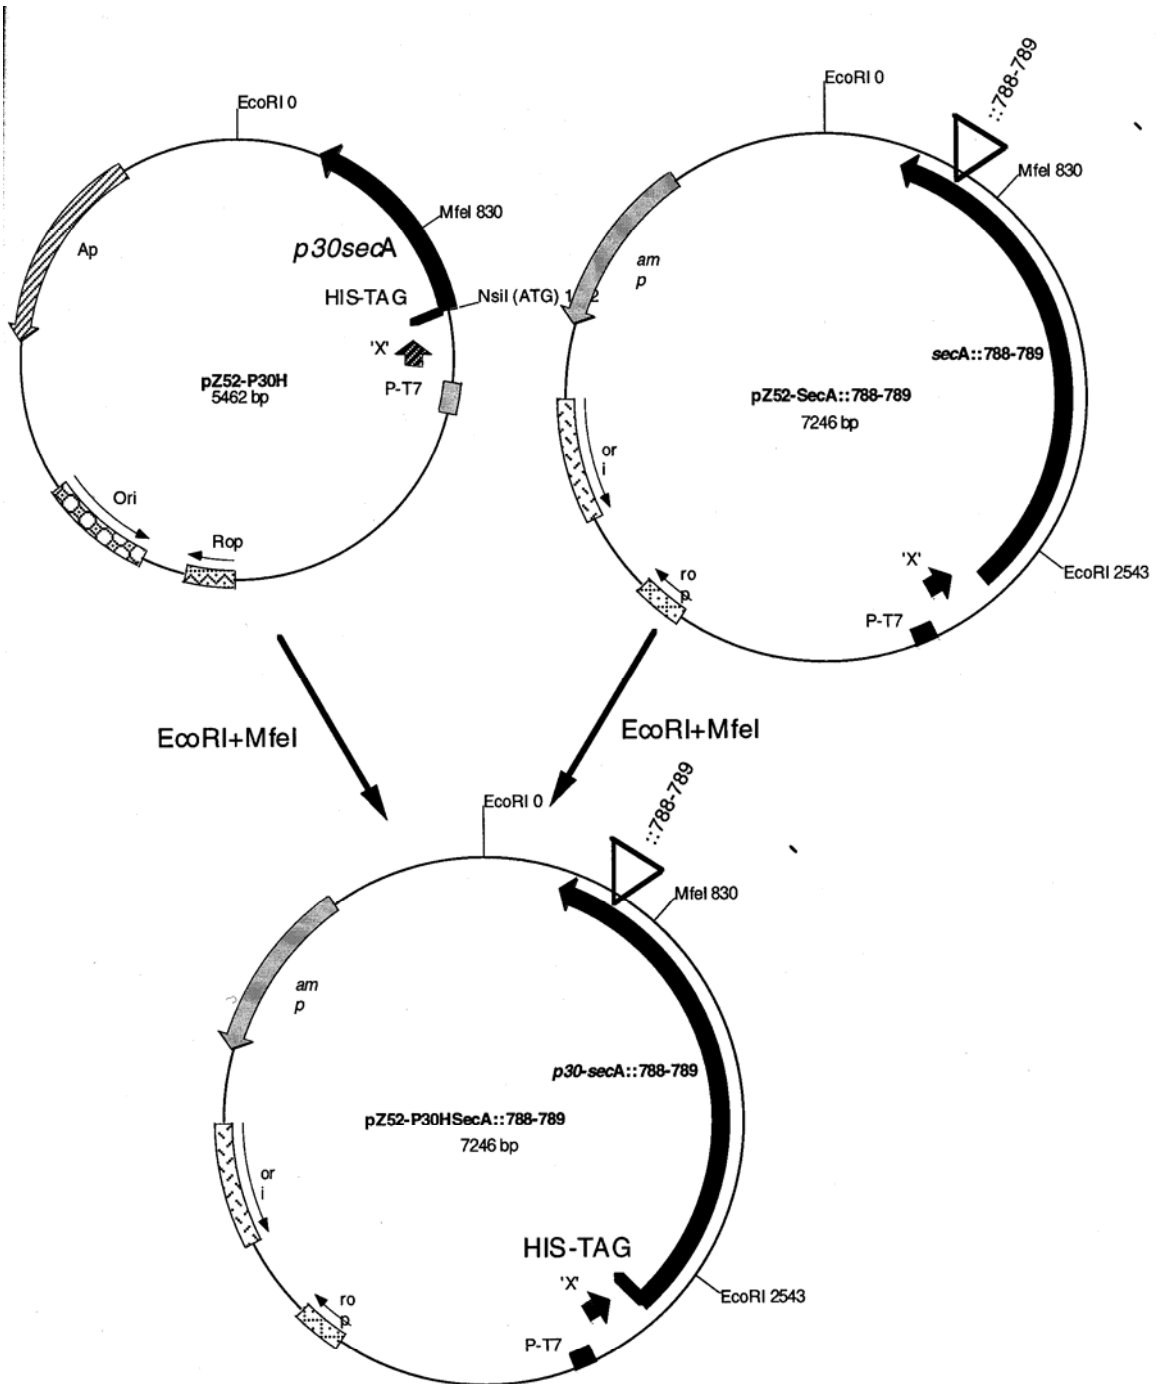 EcoRI 0
MfeI 830
p30secA
Ap
HIS-TAG
NsiI (ATG)
'X'
P-T7
pZ52-P30H
5462 bp
Ori
Rop
EcoRI 0
::788-789
MfeI 830
am
p
secA::788-789
pZ52-SecA::788-789
7246 bp
or
i
'X'
EcoRI 2543
ro
p
P-T7
EcoRI+MfeI
EcoRI+MfeI
EcoRI 0
::788-789
MfeI 830
am
p
p30-secA::788-789
pZ52-P30HSecA::788-789
7246 bp
or
i
HIS-TAG
'X'
EcoRI 2543
ro
p
P-T7